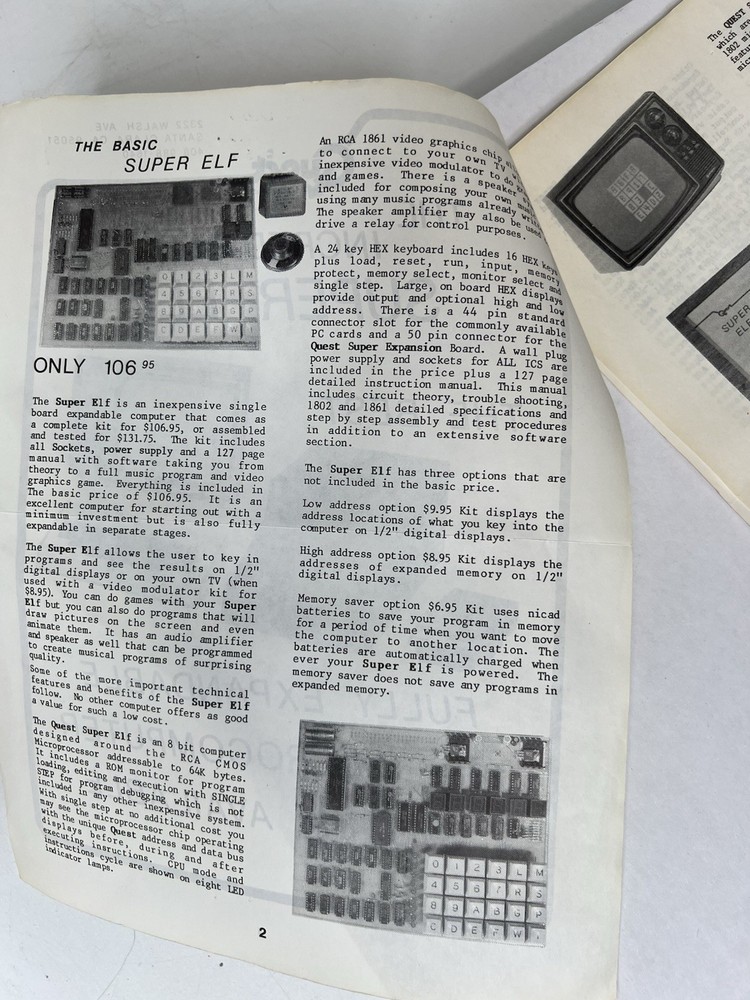 THE BASIC
SUPER ELF
0 1 2 3 L M
4 5 6 7 R S
8 9 A B G P
C D E F W I
ONLY 106 95
The Super Elf is an inexpensive single
board expandable computer that comes as
a complete kit for $106.95, or assembled
and tested for $131.75. The kit includes
all Sockets, power supply and a 127 page
manual with software taking you from
theory to a full music program and video
graphics game. Everything is included in
The basic price of $106.95. It is an
excellent computer for starting out with a
minimum investment but is also fully
expandable in separate stages.
The Super Elf allows the user to key in
programs and see the results on 1/2"
digital displays or on your own TV (when
used with a video modulator kit for
$8.95). You can do games with your Super
Elf but you can also do programs that will
draw pictures on the screen and even
animate them. It has an audio amplifier
and speaker as well that can be programmed
to create musical programs of surprising
quality.
Some of the more important technical
features and benefits of the Super Elf
follow. No other computer offers as good
a value for such a low cost.
The Quest Super Elf is an 8 bit computer
designed around the RCA CMOS
Microprocessor addressable to 64K bytes.
It includes a ROM monitor for program
loading, editing and execution with SINGLE
STEP for program debugging which is not
included in any other inexpensive system.
With single step at no additional cost you
may see the microprocessor chip operating
with the unique Quest address and data bus
displays before, during and after
executing instructions. CPU mode and
instructions cycle are shown on eight LED
indicator lamps.
An RCA 1861 video graphics chip
to connect to your own TV
inexpensive video modulator to do
and games. There is a speaker
included for composing your own
using many music programs already
The speaker amplifier may also be used
drive a relay for control purposes.
A 24 key HEX keyboard includes 16 HEX keys
plus load, reset, run, input, memory
protect, memory select, monitor select and
single step. Large, on board HEX displays
provide output and optional high and low
address. There is a 44 pin standard
connector slot for the commonly available
PC cards and a 50 pin connector for the
Quest Super Expansion Board. A wall plug
power supply and sockets for ALL ICS are
included in the price plus a 127 page
detailed instruction manual. This manual
includes circuit theory, trouble shooting,
1802 and 1861 detailed specifications and
step by step assembly and test procedures
in addition to an extensive software
section.
The Super Elf has three options that are
not included in the basic price.
Low address option $9.95 Kit displays the
address locations of what you key into the
computer on 1/2" digital displays.
High address option $8.95 Kit displays the
addresses of expanded memory on 1/2"
digital displays.
Memory saver option $6.95 Kit uses nicad
batteries to save your program in memory
for a period of time when you want to move
the computer to another location. The
batteries are automatically charged when
ever your Super Elf is powered. The
memory saver does not save any programs in
expanded memory.
0 1 2 3 L M
4 5 6 7 R S
8 9 A B G P
C D E F W I
2
The QUEST
which are
1802
SUPER